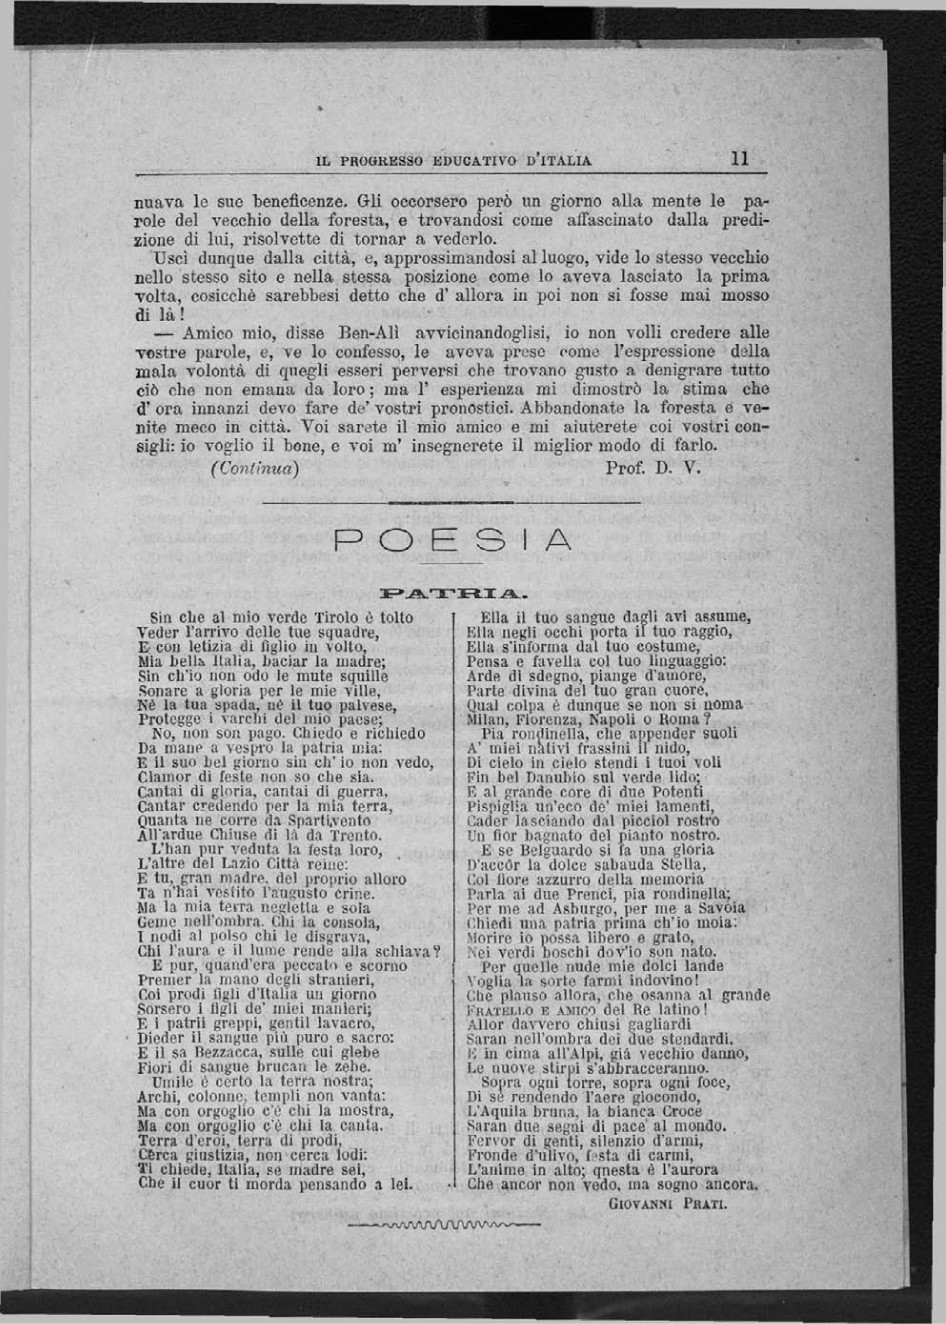 IL PROGRESSO EDUCATIVO D'ITALIA 11
nuava le sue beneficenze. Gli occorsero però un giorno alla mente le pa-
role del vecchio della foresta, e trovandosi come affascinato dalla predi-
zione di lui, risolvette di tornar a vederlo.
Uscì dunque dalla città, e, approssimandosi al luogo, vide lo stesso vecchio
nello stesso sito e nella stessa posizione come lo aveva lasciato la prima
volta, cosicchè sarebbesi detto che d' allora in poi non si fosse mai mosso
di là!
— Amico mio, disse Ben-Alì avvicinandoglisi, io non volli credere alle
vostre parole, e, ve lo confesso, le aveva prese come l'espressione della
mala volontà di quegli esseri perversi che trovano gusto a denigrare tutto
ciò che non emana da loro; ma l' esperienza mi dimostrò la stima che
d' ora innanzi devo fare de' vostri pronostici. Abbandonate la foresta e ve-
nite meco in città. Voi sarete il mio amico e mi aiuterete coi vostri con-
sigli: io voglio il bene, e voi m' insegnerete il miglior modo di farlo.
(Continua) Prof. D. V.
POESIA
PATRIA.
Sin che al mio verde Tirolo è tolto
Veder l'arrivo delle tue squadre,
E con letizia di figlio in volto,
Mia bella Italia, baciar la madre;
Sin ch'io non odo le mute squille
Sonare a gloria per le mie ville,
Nè la tua spada, nè il tuo palvese,
Protegge i varchi del mio paese;
No, non son pago. Chiedo e richiedo
Da mane a vespro la patria mia:
E il suo bel giorno sin ch' io non vedo,
Clamor di feste non so che sia.
Cantai di gloria, cantai di guerra,
Cantar credendo per la mia terra,
Quanta ne corre da Spartivento
All'ardue Chiuse di là da Trento.
L'han pur veduta la festa loro,
L'altre del Lazio Città reine:
E tu, gran madre, del proprio alloro
Ta n'hai vestito l'augusto crine.
Ma la mia terra negletta e sola
Geme nell'ombra. Chi la consola,
I nodi al polso chi le disgrava,
Chi l'aura e il lume rende alla schiava?
E pur, quand'era peccato e scorno
Premer la mano degli stranieri,
Coi prodi figli d'Italia un giorno
Sorsero i figli de' miei manieri;
E i patrii greppi, gentil lavacro,
Dieder il sangue più puro e sacro:
E il sa Bezzacca, sulle cui glebe
Fiori di sangue brucan le zebe.
Umile è certo la terra nostra;
Archi, colonne, templi non vanta:
Ma con orgoglio c'è chi la mostra,
Ma con orgoglio c'è chi la canta.
Terra d'eroi, terra di prodi,
Cerca giustizia, non cerca lodi:
Ti chiede, Italia, se madre sei,
Che il cuor ti morda pensando a lei.
Ella il tuo sangue dagli avi assume,
Ella negli occhi porta il tuo raggio,
Ella s'informa dal tuo costume,
Pensa e favella col tuo linguaggio:
Arde di sdegno, piange d'amore,
Parte divina del tuo gran cuore,
Qual colpa è dunque se non si noma
Milan, Fiorenza, Napoli o Roma?
Pia rondinella, che appender suoli
A' miei nativi frassini il nido,
Di cielo in cielo stendi i tuoi voli
Fin bel Danubio sul verde lido;
E al grande core di due Potenti
Pispiglia un'eco de' miei lamenti,
Cader lasciando dal picciol rostro
Un fior bagnato del pianto nostro.
E se Belguardo si fa una gloria
D'accôr la dolce sabauda Stella,
Col fiore azzurro della memoria
Parla ai due Prenci, pia rondinella;
Per me ad Asburgo, per me a Savoia
Chiedi una patria prima ch'io moia:
Morire io possa libero e grato,
Nei verdi boschi dov'io son nato.
Per quelle nude mie dolci lande
Voglia la sorte farmi indovino!
Che plauso allora, che osanna al grande
FRATELLO E AMICO del Re latino!
Allor davvero chiusi gagliardi
Saran nell'ombra dei due stendardi,
E in cima all'Alpi, già vecchio danno,
Le nuove stirpi s'abbracceranno.
Sopra ogni torre, sopra ogni foce,
Di sè rendendo l'aere giocondo,
L'Aquila bruna, la bianca Croce
Saran due segni di pace al mondo.
Fervor di genti, silenzio d'armi,
Fronde d'ulivo, festa di carmi,
L'anime in alto; qnesta è l'aurora
Che ancor non vedo, ma sogno ancora.
GIOVANNI PRATI.